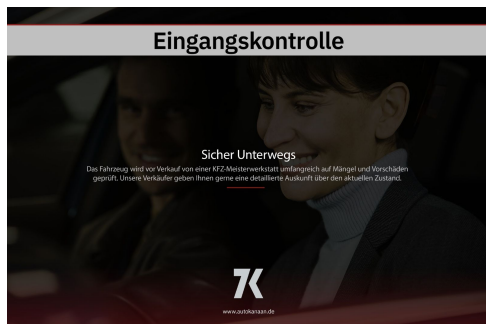 Eingangskontrolle
Sicher Unterwegs
Das Fahrzeug wird vor Verkauf von einer KFZ-Meisterwerkstatt umfangreich auf Mängel und Vorschäden
geprüft. Unsere Verkäufer geben Ihnen gerne eine detaillierte Auskunft über den aktuellen Zustand.
7K
www.autokanaan.de